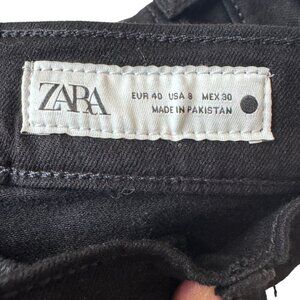 ZARA
EUR 40 USA 8 MEX 30
MADE IN PAKISTAN